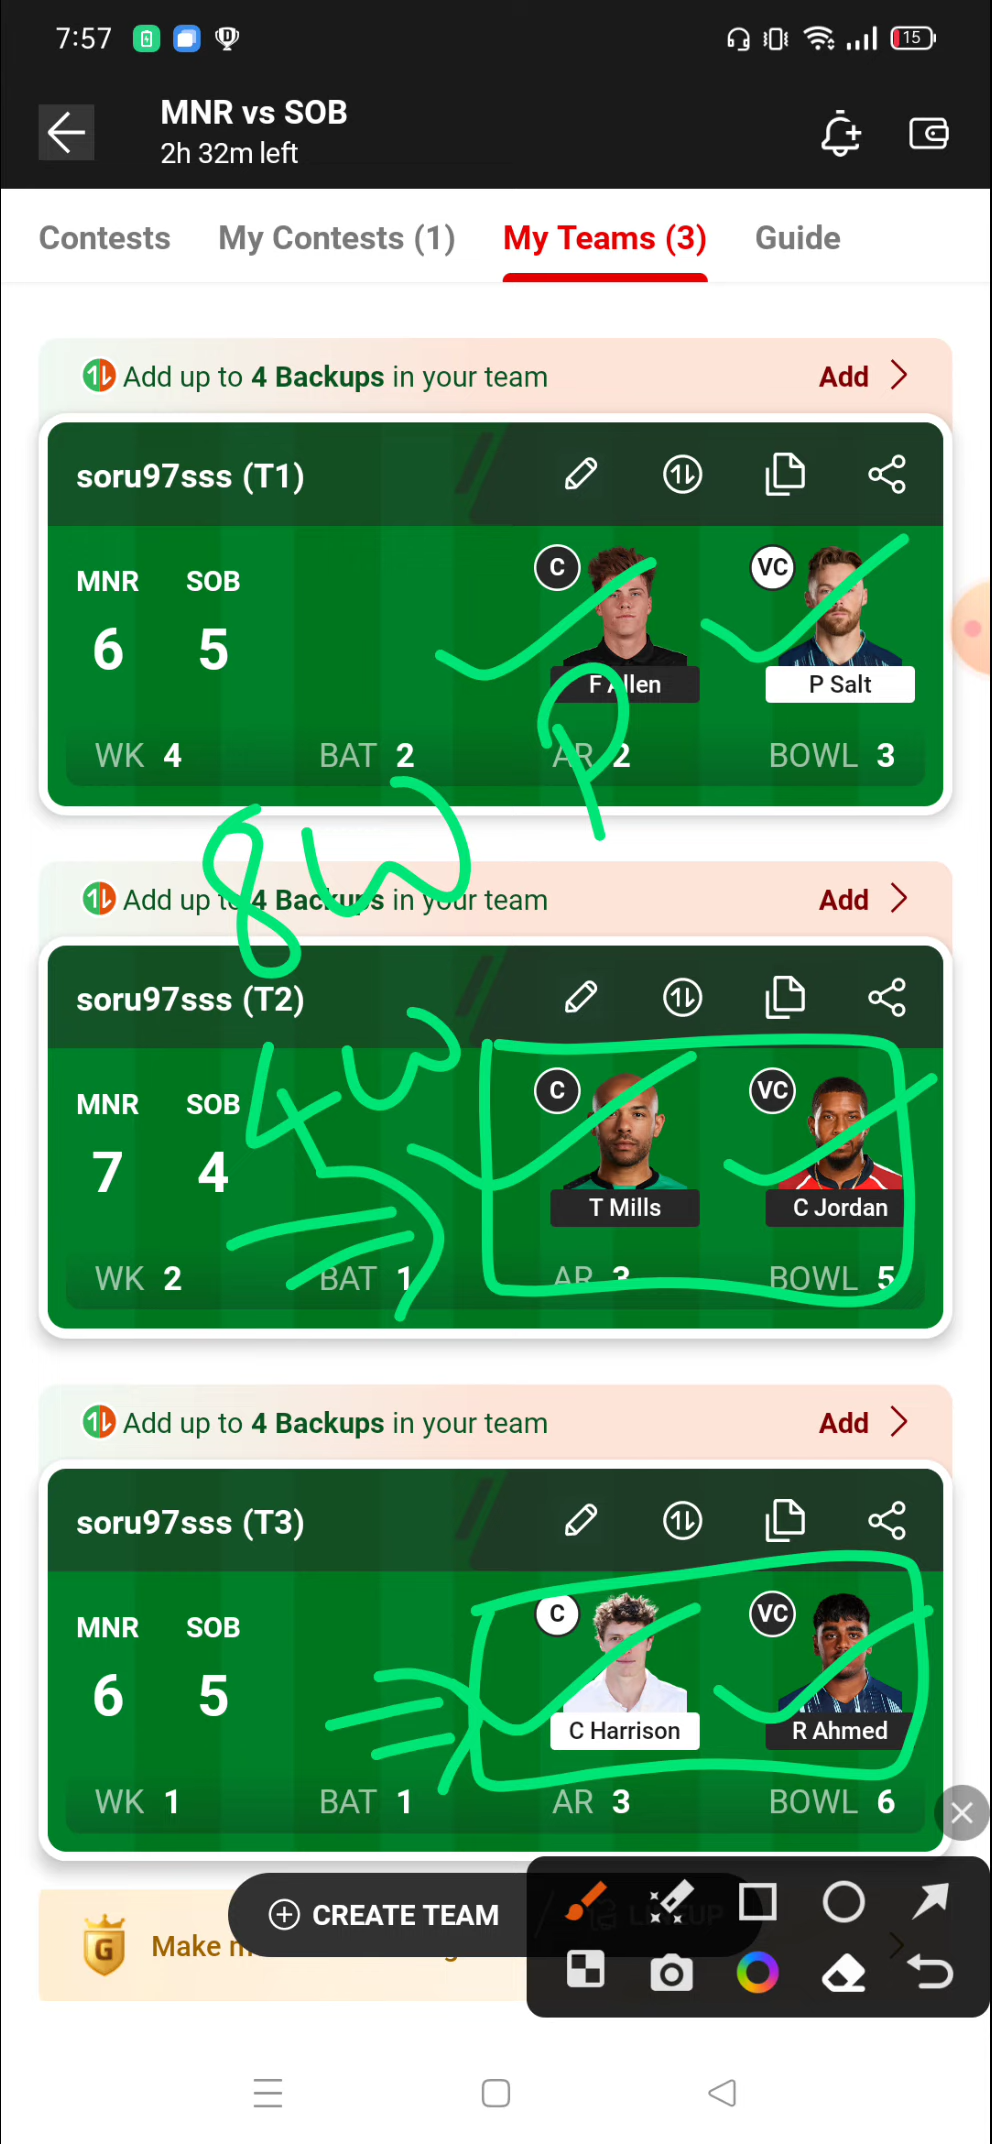 7:57
15
MNR vs SOB
2h 32m left
Contests My Contests (1) My Teams (3) Guide
Add up to 4 Backups in your team Add
soru97sss (T1)
C VC
MNR SOB
6 5
F Allen P Salt
WK 4 BAT 2 AR 2 BOWL 3
8 W P
Add up to 4 Backups in your team Add
soru97sss (T2)
4 W
C VC
MNR SOB
7 4
T Mills C Jordan
WK 2 BAT 1 AR 3 BOWL 5
Add up to 4 Backups in your team Add
soru97sss (T3)
C VC
MNR SOB
6 5
C Harrison R Ahmed
WK 1 BAT 1 AR 3 BOWL 6
CREATE TEAM LINEUP
G Make